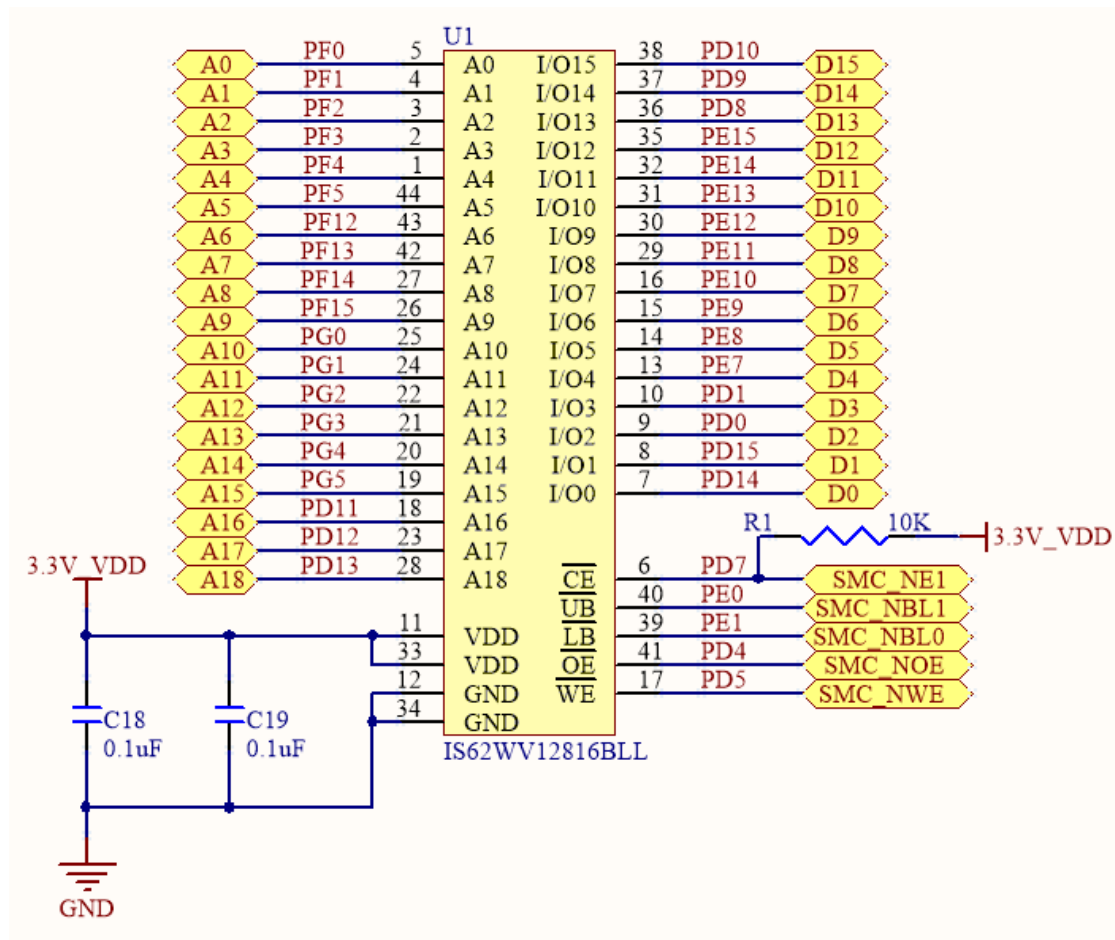 U1
A0 PF0 5 A0 I/O15 38 PD10 D15
A1 PF1 4 A1 I/O14 37 PD9 D14
A2 PF2 3 A2 I/O13 36 PD8 D13
A3 PF3 2 A3 I/O12 35 PE15 D12
A4 PF4 1 A4 I/O11 32 PE14 D11
A5 PF5 44 A5 I/O10 31 PE13 D10
A6 PF12 43 A6 I/O9 30 PE12 D9
A7 PF13 42 A7 I/O8 29 PE11 D8
A8 PF14 27 A8 I/O7 16 PE10 D7
A9 PF15 26 A9 I/O6 15 PE9 D6
A10 PG0 25 A10 I/O5 14 PE8 D5
A11 PG1 24 A11 I/O4 13 PE7 D4
A12 PG2 22 A12 I/O3 10 PD1 D3
A13 PG3 21 A13 I/O2 9 PD0 D2
A14 PG4 20 A14 I/O1 8 PD15 D1
A15 PG5 19 A15 I/O0 7 PD14 D0
A16 PD11 18 A16
R1 10K 3.3V_VDD
A17 PD12 23 A17
3.3V_VDD
A18 PD13 28 A18 CE 6 PD7 SMC_NE1
UB 40 PE0 SMC_NBL1
11 VDD LB 39 PE1 SMC_NBL0
33 VDD OE 41 PD4 SMC_NOE
12 GND WE 17 PD5 SMC_NWE
34 GND
C18 C19
0.1uF 0.1uF
IS62WV12816BLL
GND